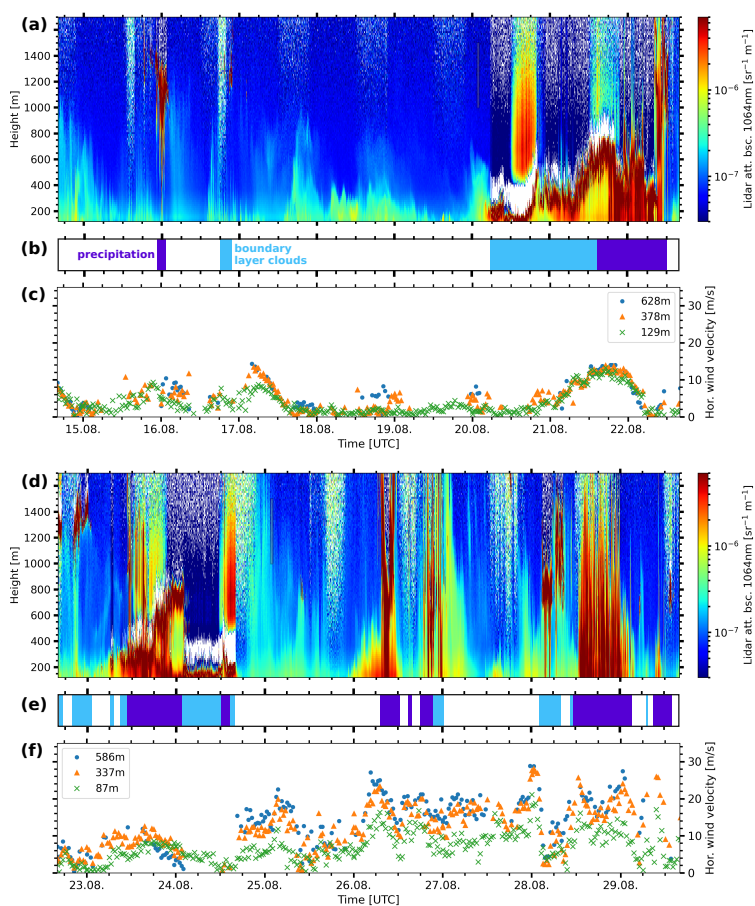 (a)
1600
1400
1200
1000
800
600
400
200
Height [m]
10⁻⁶
10⁻⁷
Lidar att. bsc. 1064nm [sr⁻¹ m⁻¹]
(b)
precipitation
boundary
layer clouds
(c)
628m
378m
129m
30
20
10
0
Hor. wind velocity [m/s]
15.08. 16.08. 17.08. 18.08. 19.08. 20.08. 21.08. 22.08.
Time [UTC]
(d)
1600
1400
1200
1000
800
600
400
200
Height [m]
10⁻⁶
10⁻⁷
Lidar att. bsc. 1064nm [sr⁻¹ m⁻¹]
(e)
(f)
586m
337m
87m
30
20
10
0
Hor. wind velocity [m/s]
23.08. 24.08. 25.08. 26.08. 27.08. 28.08. 29.08.
Time [UTC]